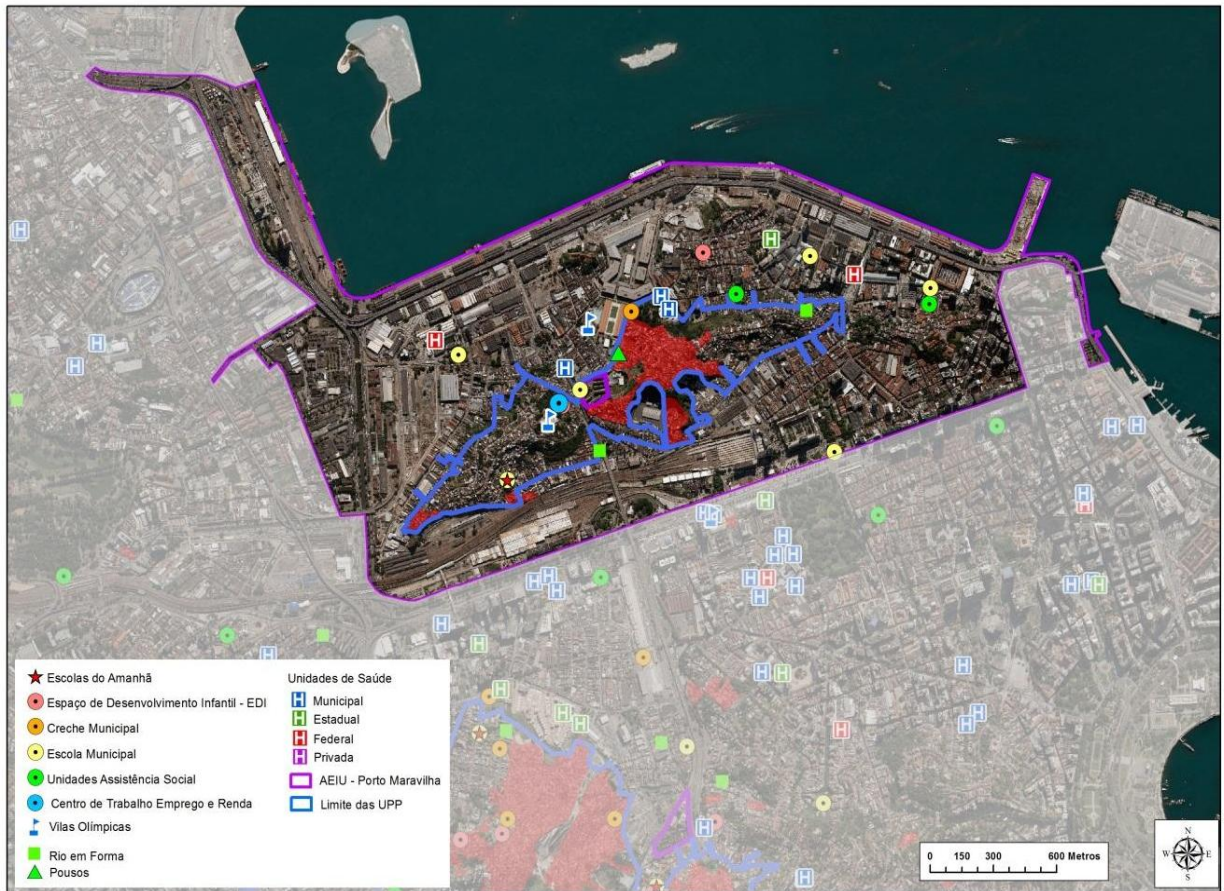 Escolas do Amanhã
Espaço de Desenvolvimento Infantil - EDI
Creche Municipal
Escola Municipal
Unidades Assistência Social
Centro de Trabalho Emprego e Renda
Vilas Olímpicas
Rio em Forma
Pousos
Unidades de Saúde
H Municipal
H Estadual
H Federal
H Privada
AEIU - Porto Maravilha
Limite das UPP
0 150 300 600 Metros
N
W E
S